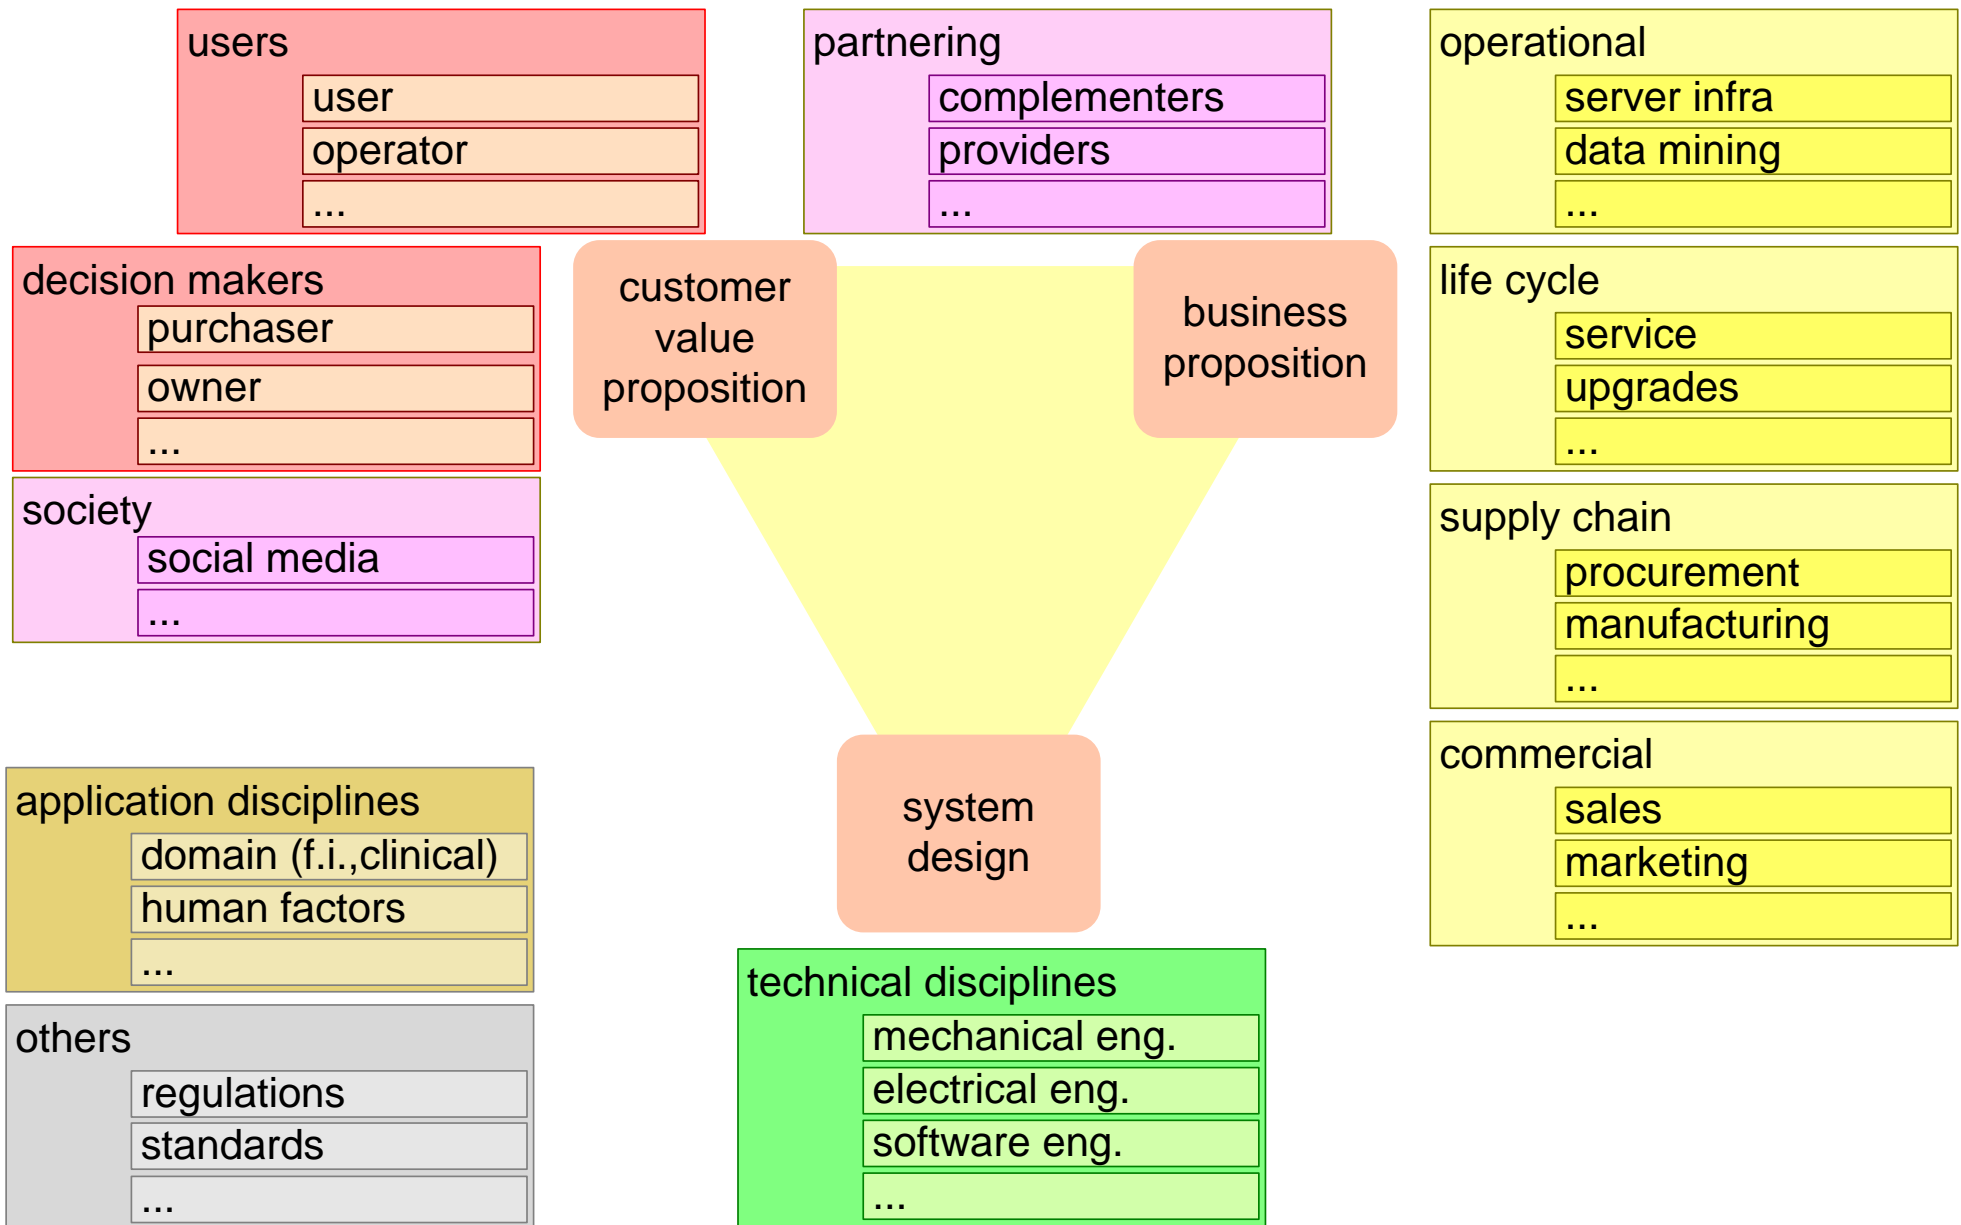 users
user
operator
...
partnering
complementers
providers
...
operational
server infra
data mining
...
decision makers
purchaser
owner
...
customer
value
proposition
business
proposition
life cycle
service
upgrades
...
society
social media
...
supply chain
procurement
manufacturing
...
application disciplines
domain (f.i.,clinical)
human factors
...
system
design
commercial
sales
marketing
...
others
regulations
standards
...
technical disciplines
mechanical eng.
electrical eng.
software eng.
...